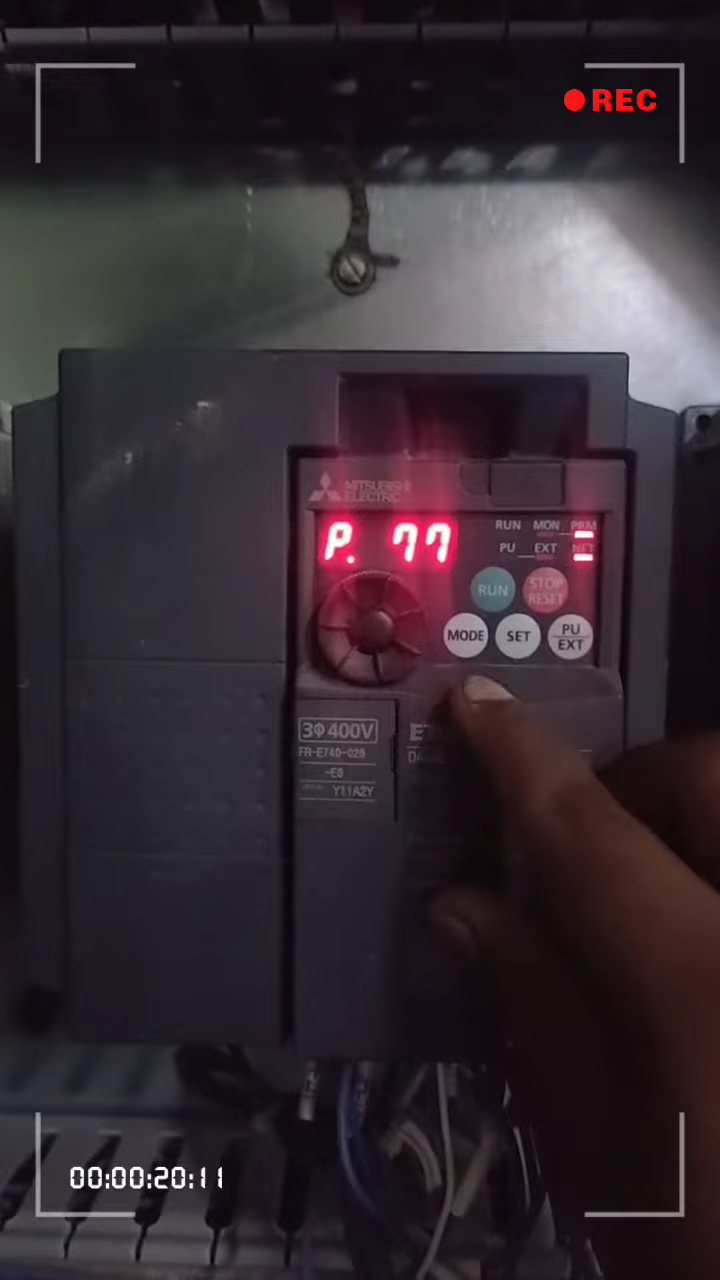 REC
MITSUBISHI
ELECTRIC
P. 77
RUN MON PRM
PU EXT NET
RUN STOP
RESET
MODE SET PU
EXT
3Φ400V
FR-E740-026
-E9
Y11A2Y
00:00:20:11